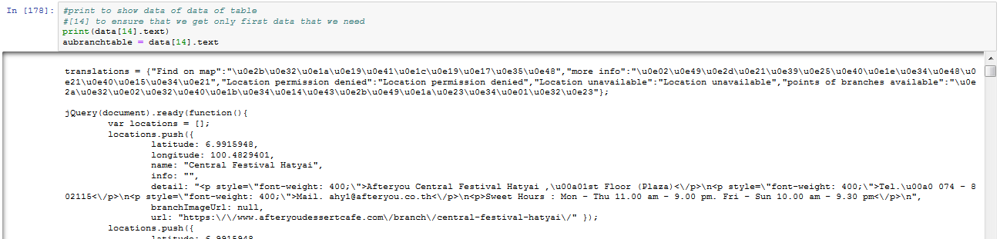 In [178]: #print to show data of data of table
#[14] to ensure that we get only first data that we need
print(data[14].text)
aubranchtable = data[14].text
translations = {"Find on map":"\u0e2b\u0e32\u0e1a\u0e19\u0e41\u0e1c\u0e19\u0e17\u0e35\u0e48","more info":"\u0e02\u0e49\u0e2d\u0e21\u0e39\u0e25\u0e40\u0e1e\u0e34\u0e48\u0
e21\u0e40\u0e15\u0e34\u0e21","Location permission denied":"Location permission denied","Location unavailable":"Location unavailable","points of branches available":"\u0e
2a\u0e32\u0e02\u0e32\u0e40\u0e1b\u0e34\u0e14\u0e43\u0e2b\u0e49\u0e1a\u0e23\u0e34\u0e01\u0e32\u0e23"};
jQuery(document).ready(function(){
var locations = [];
locations.push({
latitude: 6.9915948,
longitude: 100.4829401,
name: "Central Festival Hatyai",
info: "",
detail: "<p style=\"font-weight: 400;\">Afteryou Central Festival Hatyai ,\u00a01st Floor (Plaza)<\/p>\n<p style=\"font-weight: 400;\">Tel.\u00a0 074 - 8
02115<\/p>\n<p style=\"font-weight: 400;\">Mail. ahy1@afteryou.co.th<\/p>\n<p>Sweet Hours : Mon - Thu 11.00 am - 9.00 pm. Fri - Sun 10.00 am - 9.30 pm<\/p>\n",
branchImageUrl: null,
url: "https:\/\/www.afteryoudessertcafe.com\/branch\/central-festival-hatyai\/" });
locations.push({
latitude: 6.9915948